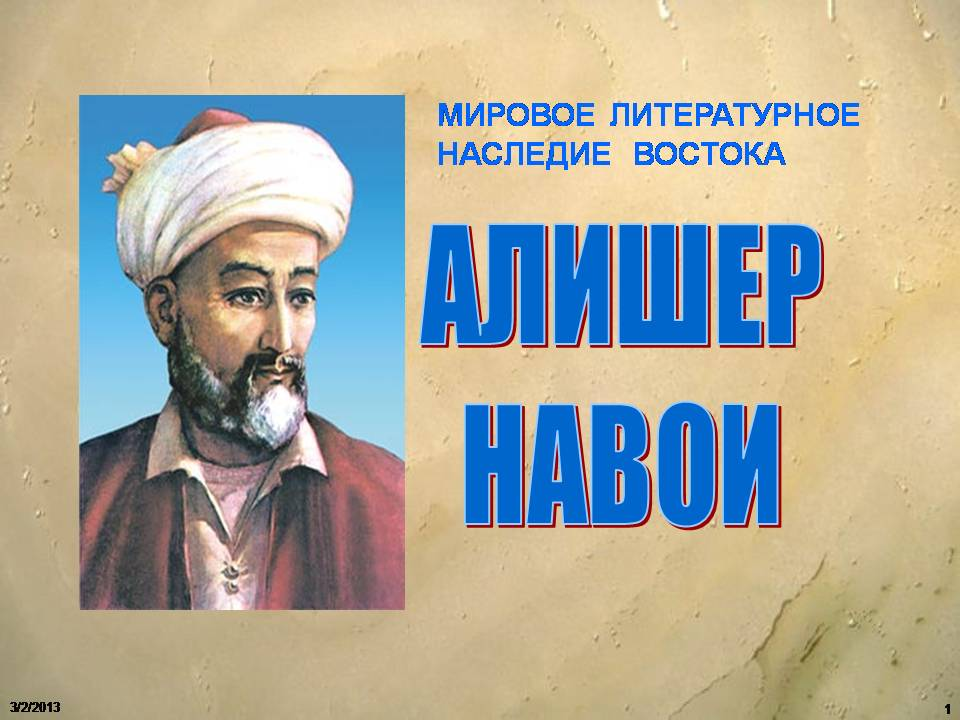 МИРОВОЕ ЛИТЕРАТУРНОЕ
НАСЛЕДИЕ ВОСТОКА
АЛИШЕР
НАВОИ
3/2/2013
1